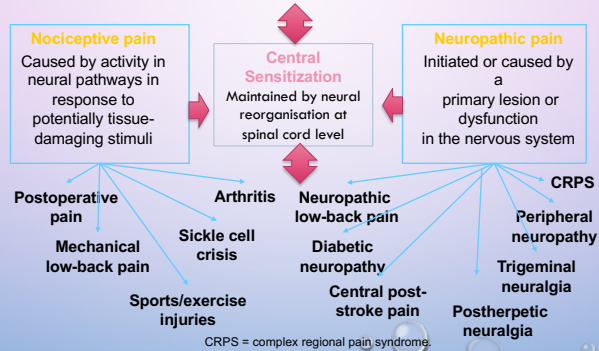 Nociceptive pain
Caused by activity in
neural pathways in
response to
potentially tissue-
damaging stimuli
Central
Sensitization
Maintained by neural
reorganisation at
spinal cord level
Neuropathic pain
Initiated or caused by
a
primary lesion or
dysfunction
in the nervous system
Postoperative
pain
Mechanical
low-back pain
Sports/exercise
injuries
Sickle cell
crisis
Arthritis
Neuropathic
low-back pain
Diabetic
neuropathy
Central post-
stroke pain
Postherpetic
neuralgia
Trigeminal
neuralgia
Peripheral
neuropathy
CRPS
CRPS = complex regional pain syndrome.